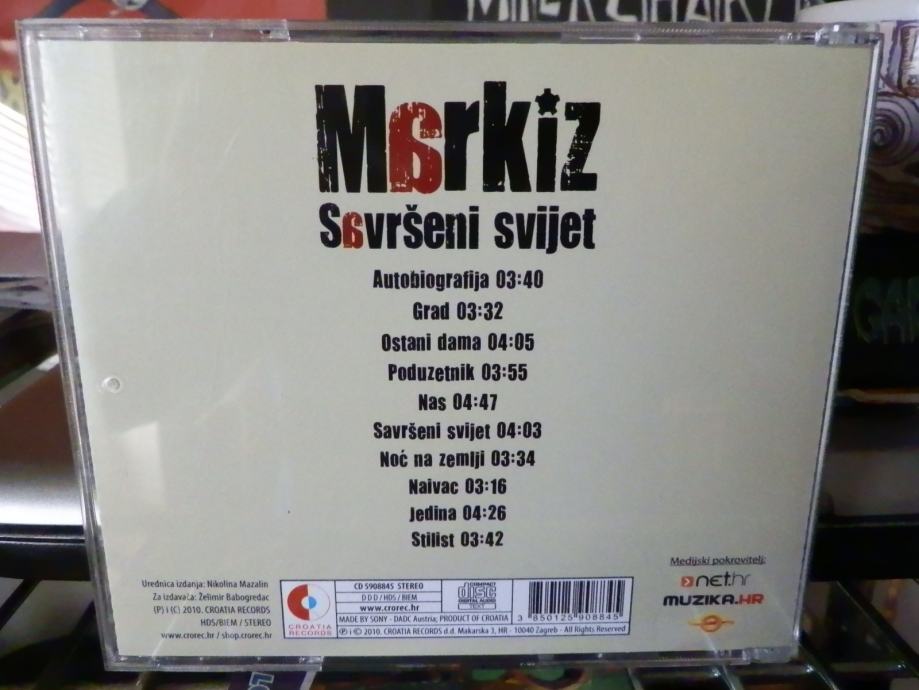 Markiz
Savršeni svijet
Autobiografija 03:40
Grad 03:32
Ostani dama 04:05
Poduzetnik 03:55
Nas 04:47
Savršeni svijet 04:03
Noć na zemlji 03:34
Naivac 03:16
Jedina 04:26
Stilist 03:42
Urednica izdanja: Nikolina Mazalin
Za izdavača: Želimir Babogredac
(P) i (C) 2010. CROATIA RECORDS
HDS/BIEM / STEREO
www.crorec.hr / shop.crorec.hr
CROATIA
RECORDS
CD 5908845 STEREO
DDD/HDS/BIEM
www.crorec.hr
MADE BY SONY - DADC Austria; PRODUCT OF CROATIA
COMPACT
disc
DIGITAL AUDIO
TEXT
3 850125 908845
Ⓟ i © 2010. CROATIA RECORDS d.d. Makarska 3, HR - 10040 Zagreb - All Rights Reserved
Medijski pokrovitelj:
net.hr
MUZIKA.HR